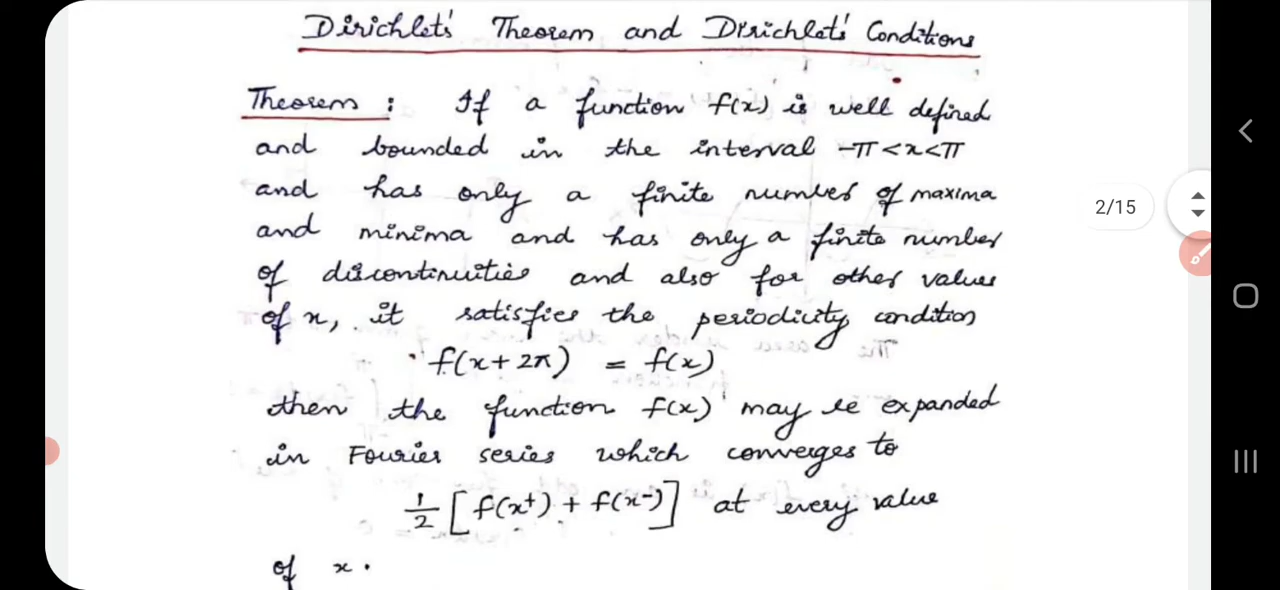 Dirichlet's Theorem and Dirichlet's Conditions
Theorem : If a function f(x) is well defined
and bounded in the interval -π<x<π
and has only a finite number of maxima
and minima and has only a finite number
of discontinuities and also for other values
of x, it satisfies the periodicity condition
f(x+2π) = f(x)
then the function f(x) may be expanded
in Fourier series which converges to
1/2 [f(x+) + f(x-)] at every value
of x.
2/15